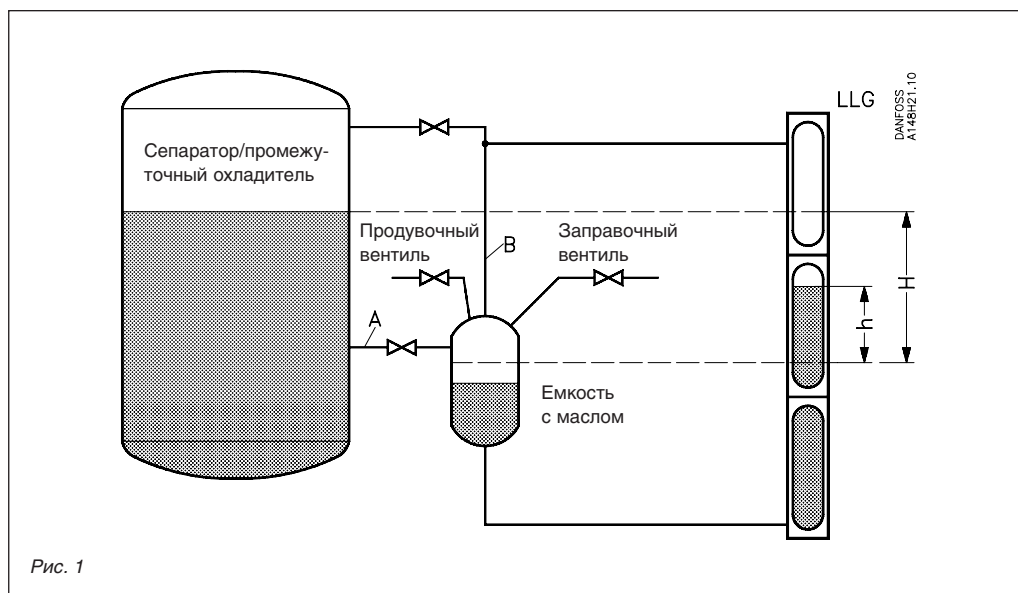 LLG
DANFOSS
A148H21.10
Сепаратор/промежу-
точный охладитель
Продувочный
вентиль
B
Заправочный
вентиль
H
h
A
Емкость
с маслом
Рис. 1